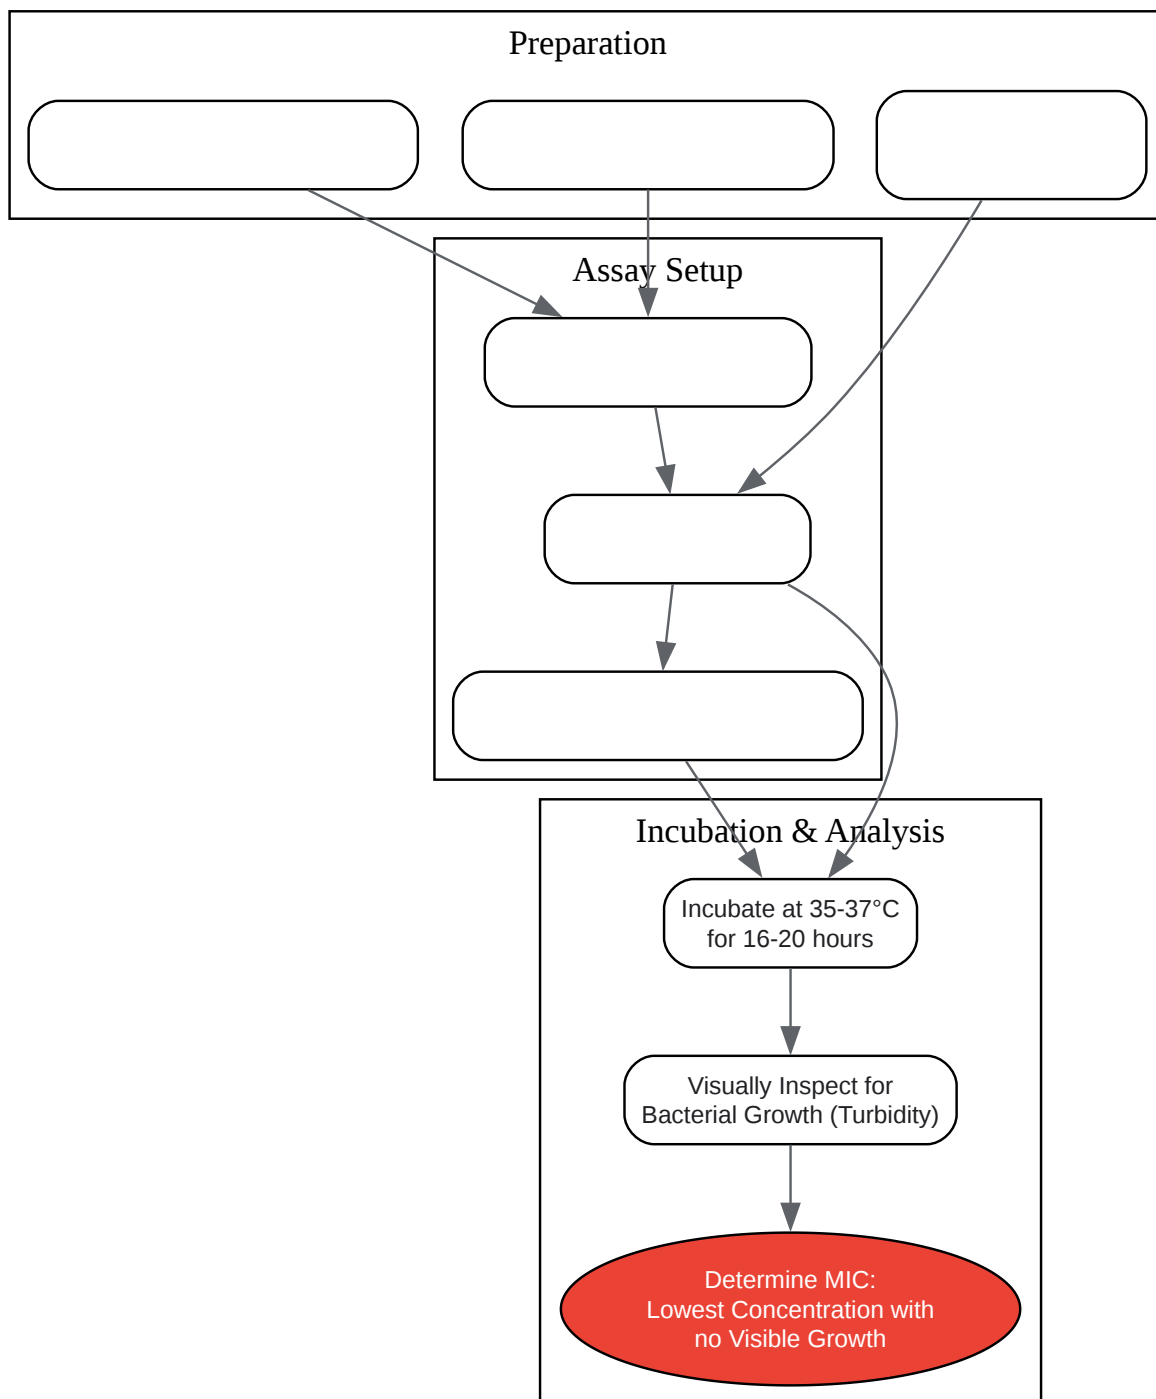 Preparation
Assay Setup
Incubation & Analysis
Incubate at 35-37°C
for 16-20 hours
Visually Inspect for
Bacterial Growth (Turbidity)
Determine MIC:
Lowest Concentration with
no Visible Growth